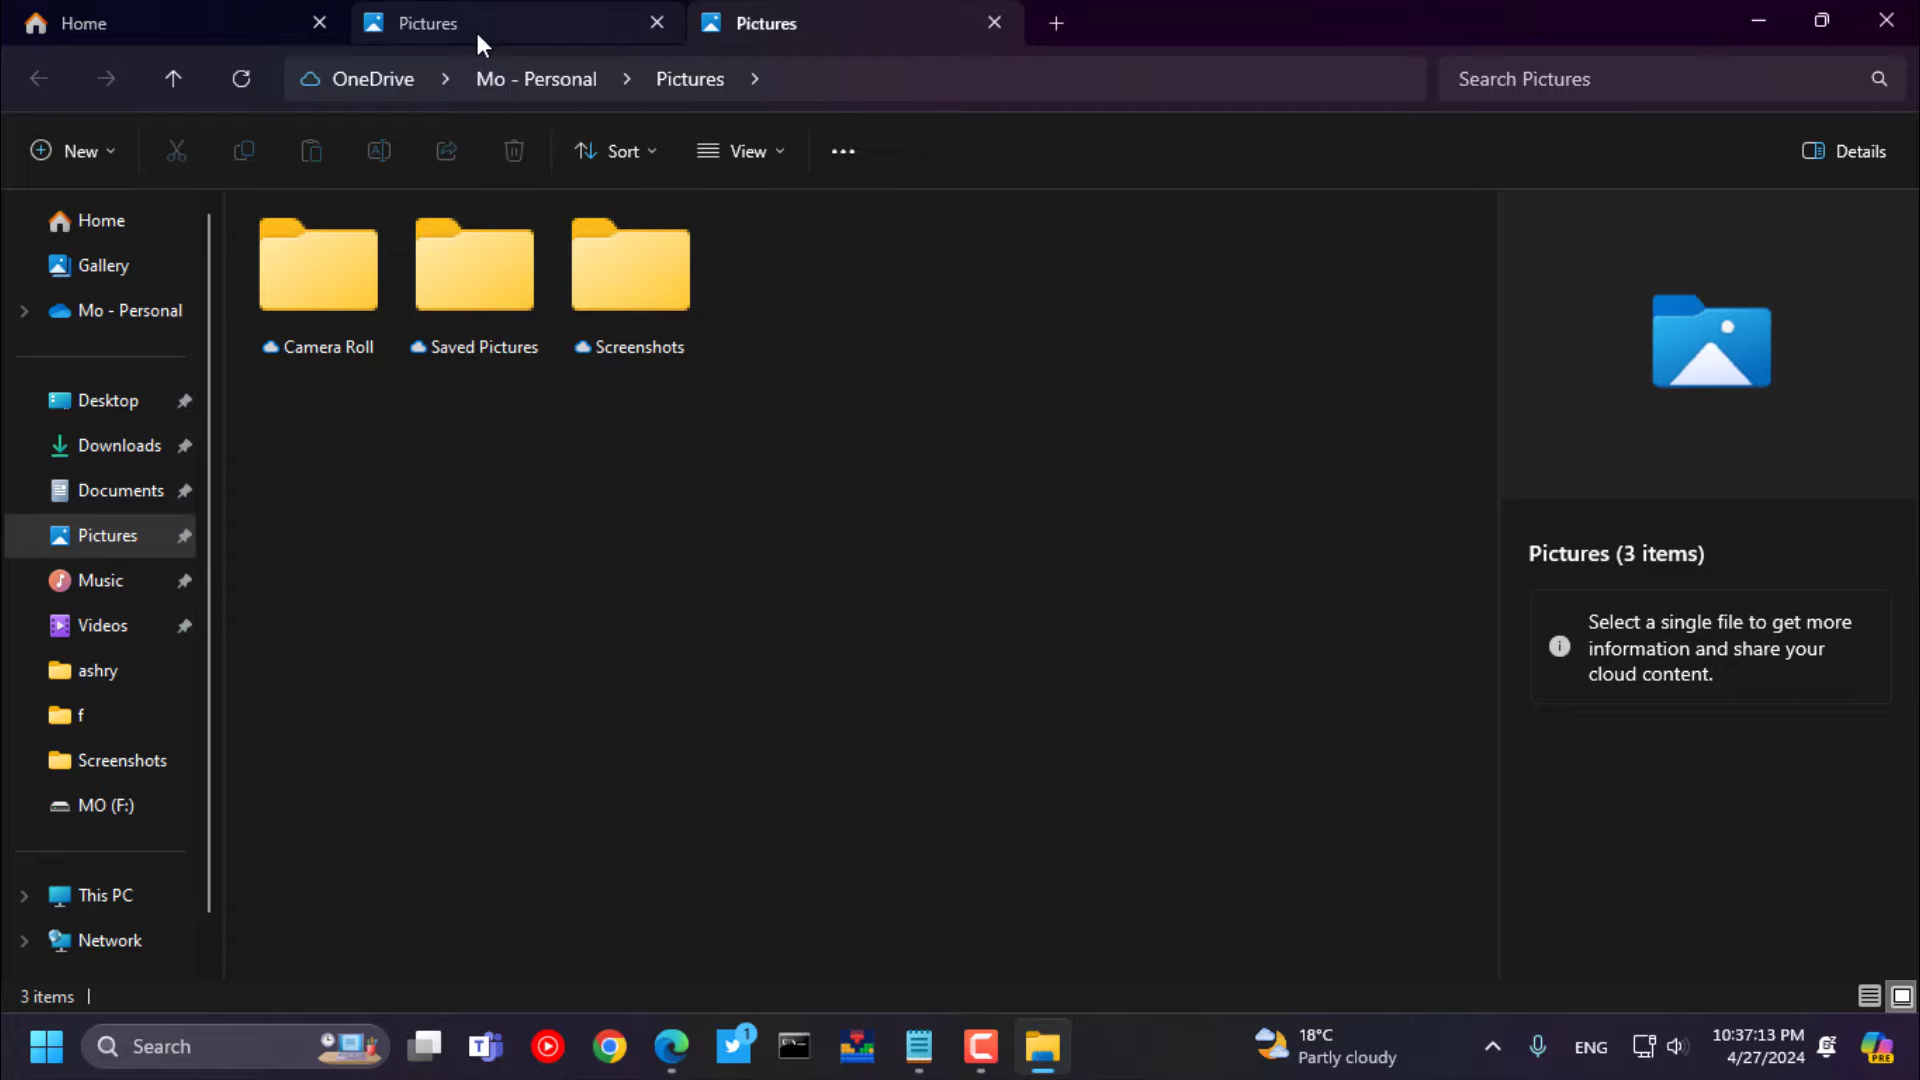 Home
Pictures
Pictures
OneDrive > Mo - Personal > Pictures >
Search Pictures
New
Sort
View
Details
Home
Gallery
Mo - Personal
Desktop
Downloads
Documents
Pictures
Music
Videos
ashry
f
Screenshots
MO (F:)
This PC
Network
Camera Roll
Saved Pictures
Screenshots
Pictures (3 items)
Select a single file to get more
information and share your
cloud content.
3 items
Search
1
18°C
Partly cloudy
ENG
10:37:13 PM
4/27/2024
PRE